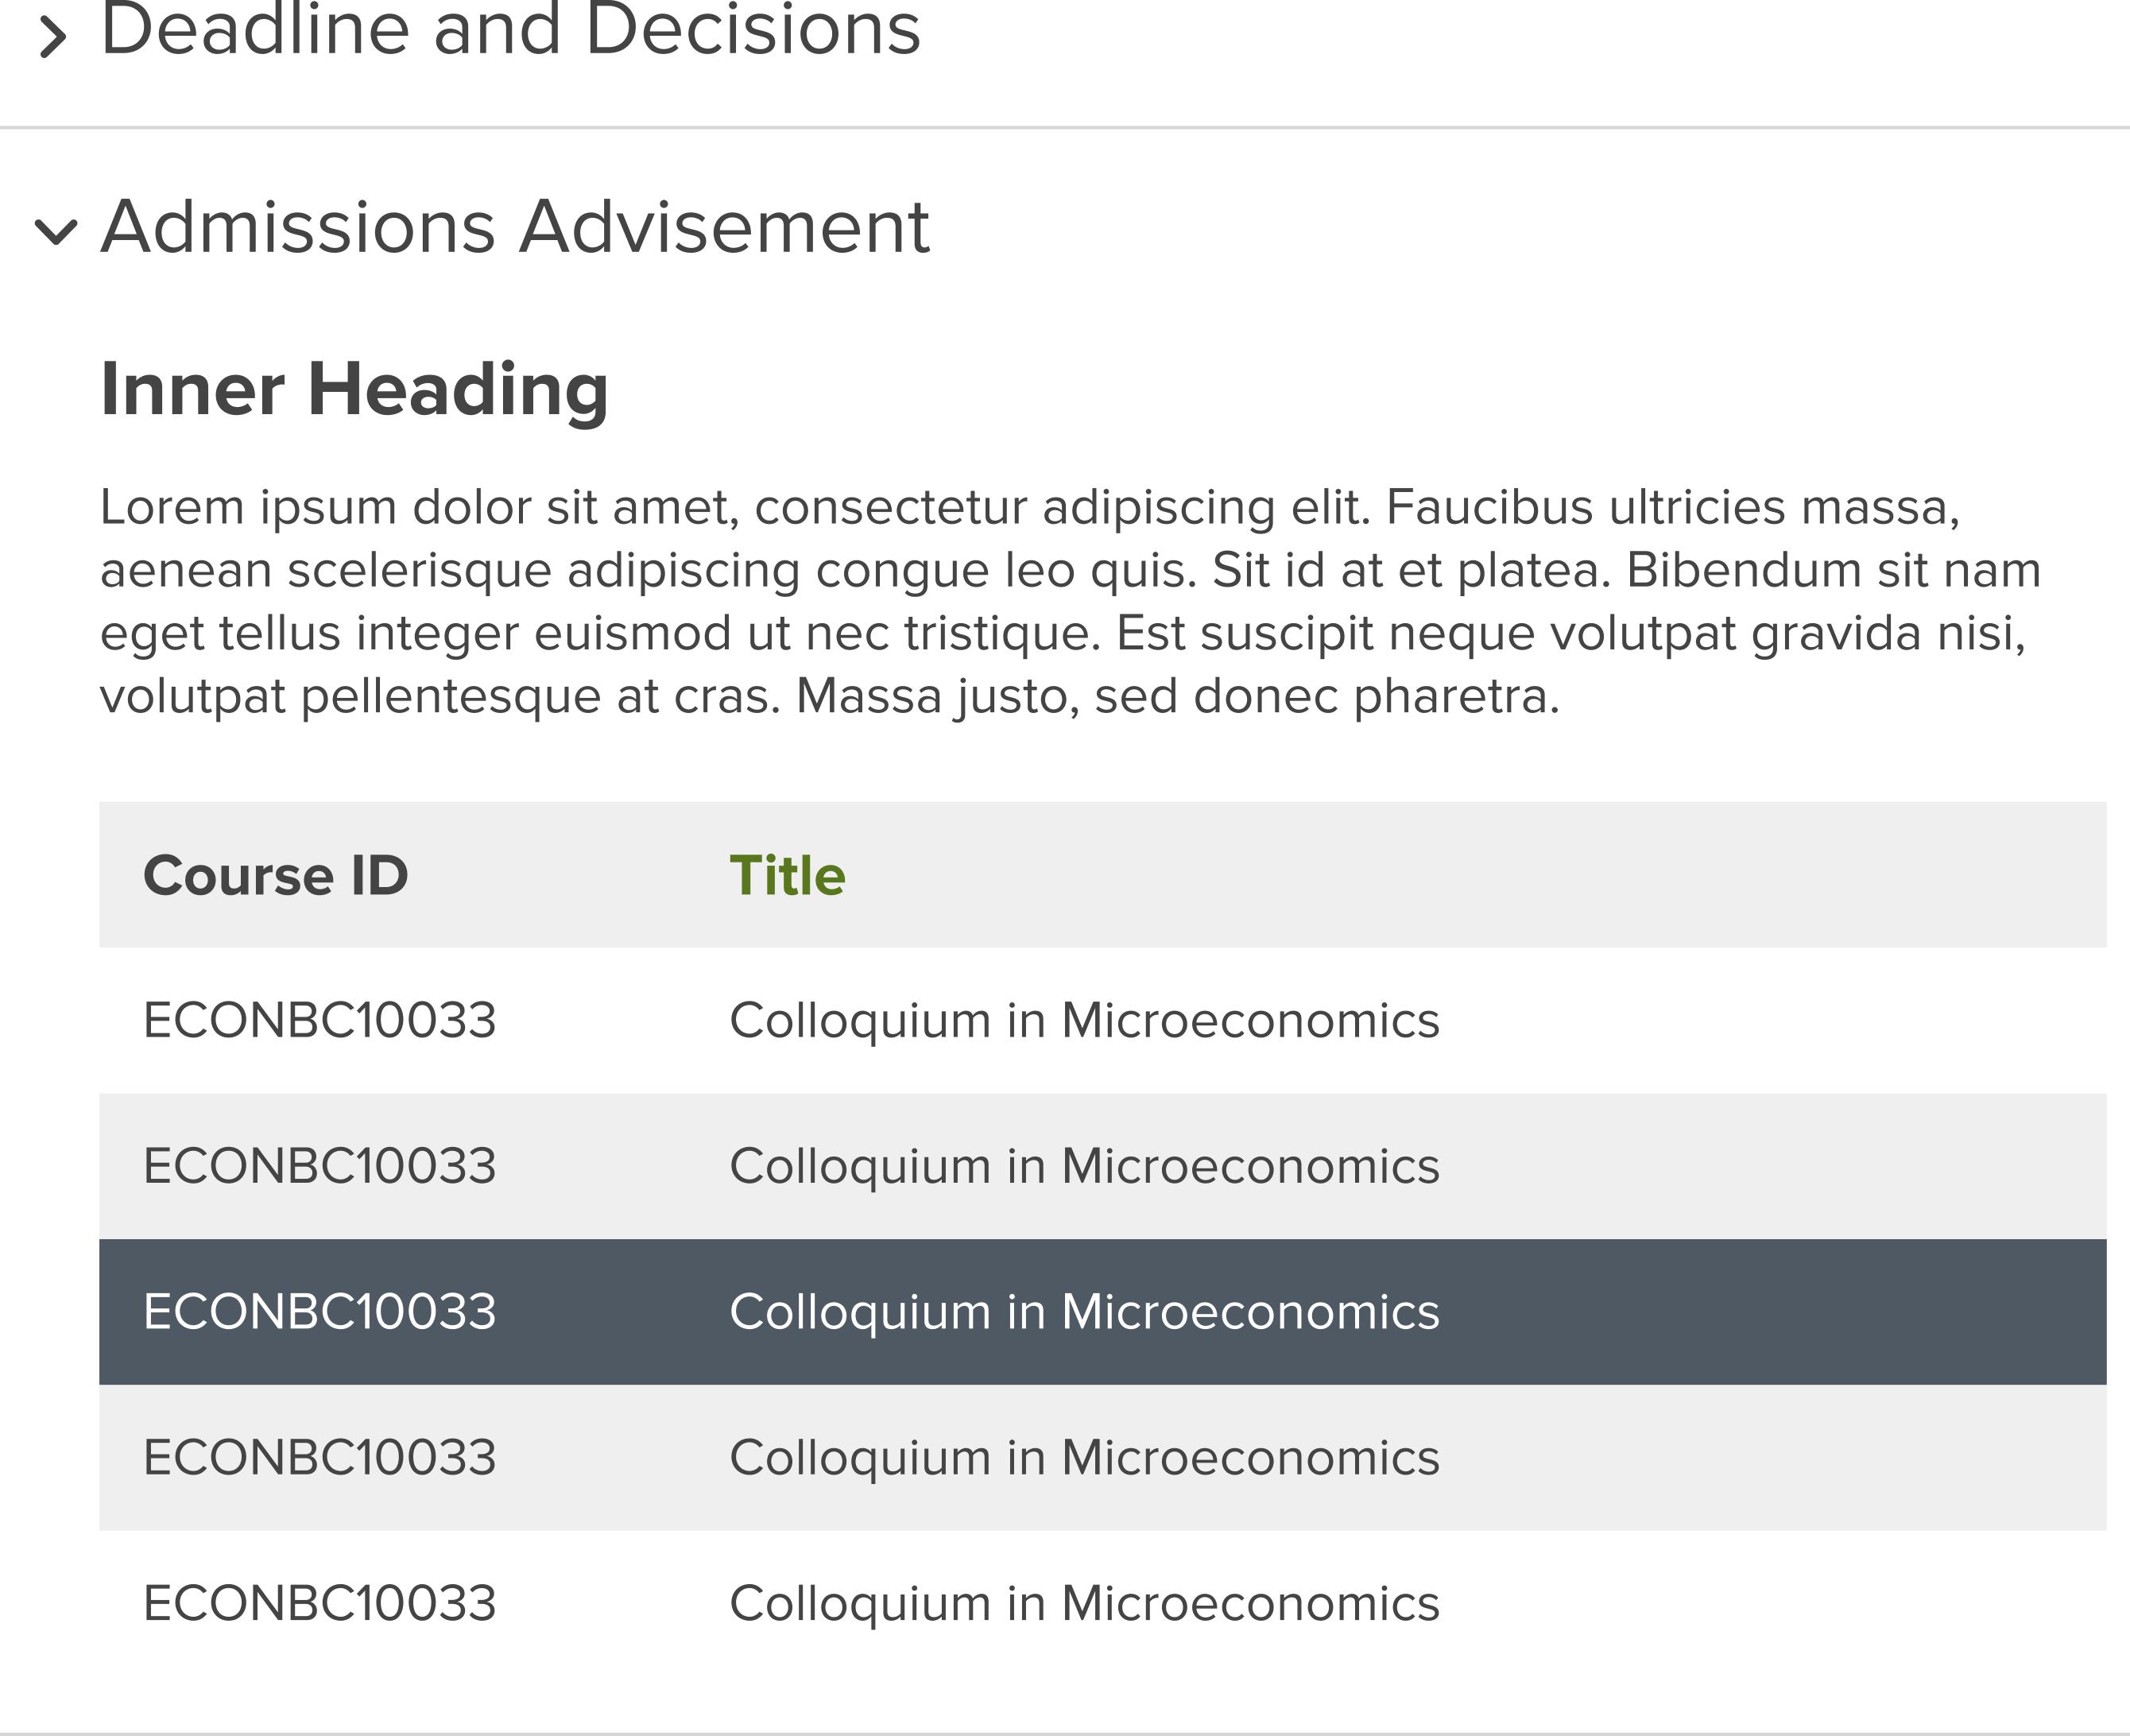 Deadline and Decisions
Admissions Advisement
Inner Heading
Lorem ipsum dolor sit amet, consectetur adipiscing elit. Faucibus ultricies massa,
aenean scelerisque adipiscing congue leo quis. Sit id at et platea. Bibendum sit nam
eget tellus integer euismod ut nec tristique. Est suscipit neque volutpat gravida nisi,
volutpat pellentesque at cras. Massa justo, sed donec pharetra.
Course ID Title
ECONBC10033 Colloquium in Microeconomics
ECONBC10033 Colloquium in Microeconomics
ECONBC10033 Colloquium in Microeconomics
ECONBC10033 Colloquium in Microeconomics
ECONBC10033 Colloquium in Microeconomics